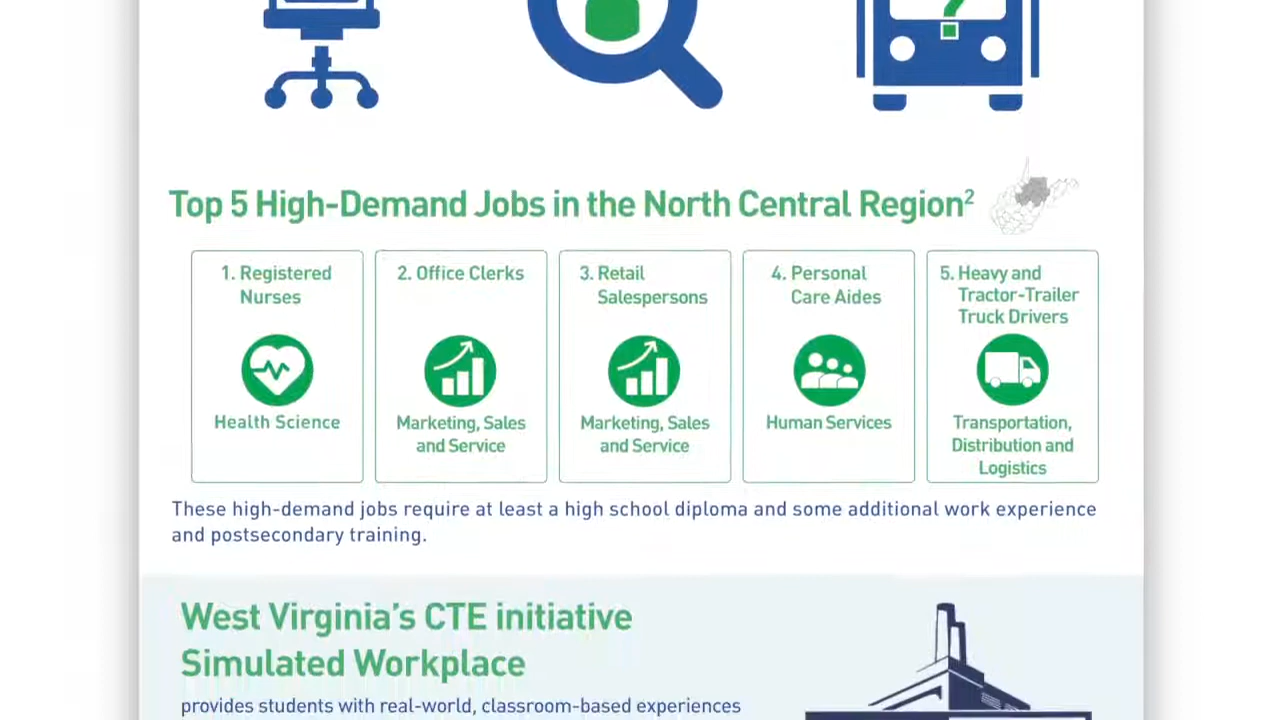 ?
Top 5 High-Demand Jobs in the North Central Region²
1. Registered
Nurses
Health Science
2. Office Clerks
Marketing, Sales
and Service
3. Retail
Salespersons
Marketing, Sales
and Service
4. Personal
Care Aides
Human Services
5. Heavy and
Tractor-Trailer
Truck Drivers
Transportation,
Distribution and
Logistics
These high-demand jobs require at least a high school diploma and some additional work experience
and postsecondary training.
West Virginia’s CTE initiative
Simulated Workplace
provides students with real-world, classroom-based experiences